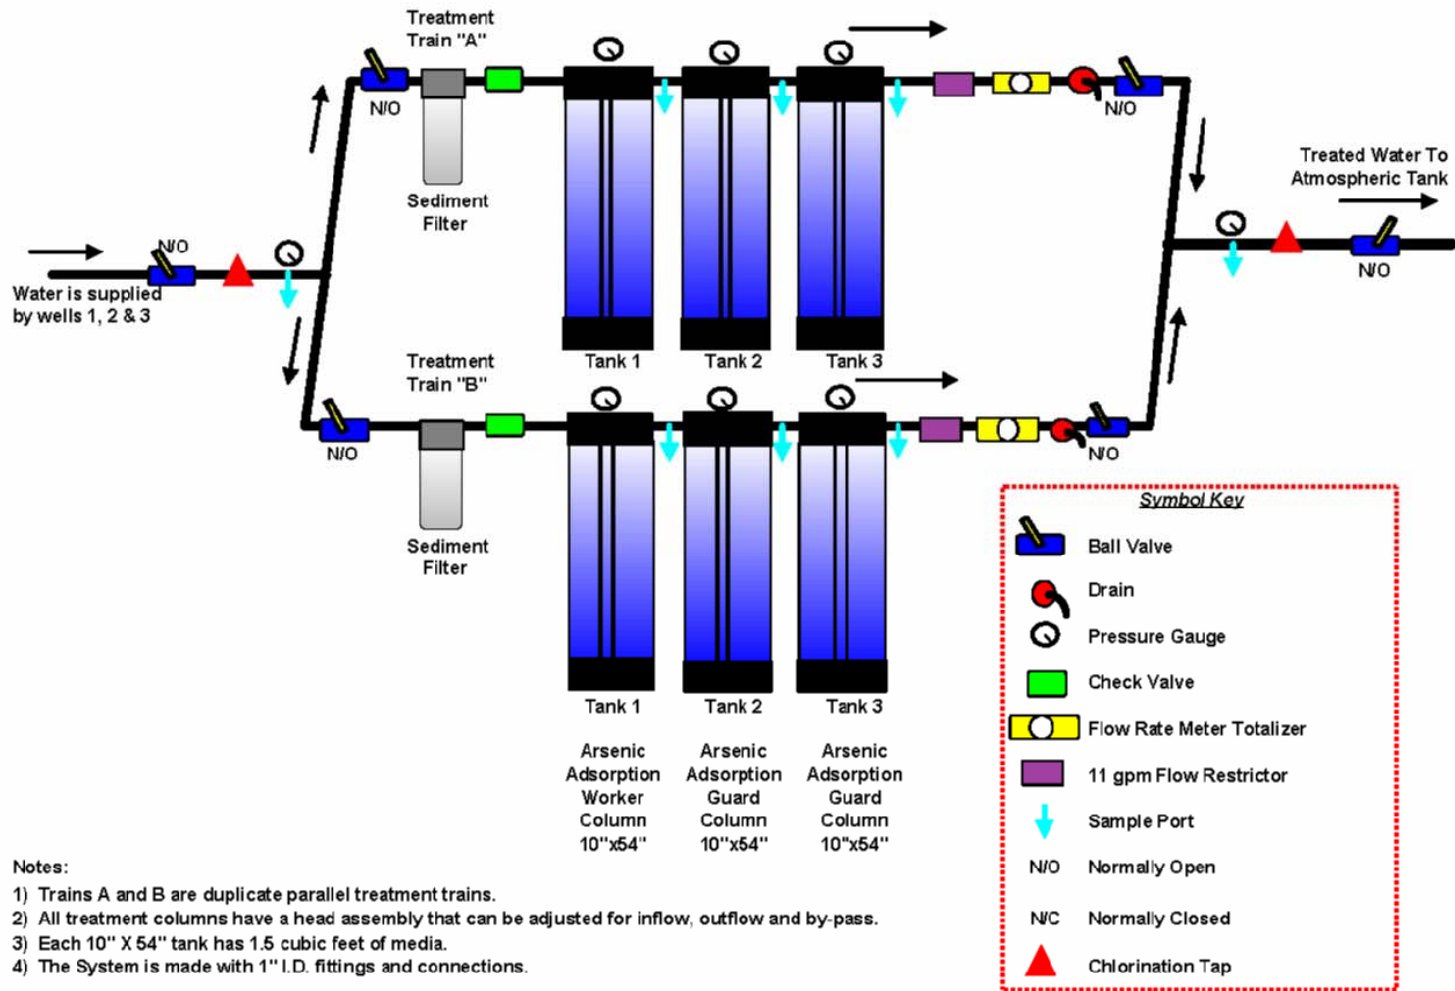 Treatment
Train "A"
N/O
Sediment
Filter
N/O
Treated Water To
Atmospheric Tank
N/O
Water is supplied
by wells 1, 2 & 3
N/O
Tank 1
Tank 2
Tank 3
Treatment
Train "B"
N/O
Sediment
Filter
N/O
Tank 1
Tank 2
Tank 3
Arsenic
Adsorption
Worker
Column
10"x54"
Arsenic
Adsorption
Guard
Column
10"x54"
Arsenic
Adsorption
Guard
Column
10"x54"
Symbol Key
Ball Valve
Drain
Pressure Gauge
Check Valve
Flow Rate Meter Totalizer
11 gpm Flow Restrictor
Sample Port
N/O Normally Open
N/C Normally Closed
Chlorination Tap
Notes:
1) Trains A and B are duplicate parallel treatment trains.
2) All treatment columns have a head assembly that can be adjusted for inflow, outflow and by-pass.
3) Each 10" X 54" tank has 1.5 cubic feet of media.
4) The System is made with 1" I.D. fittings and connections.